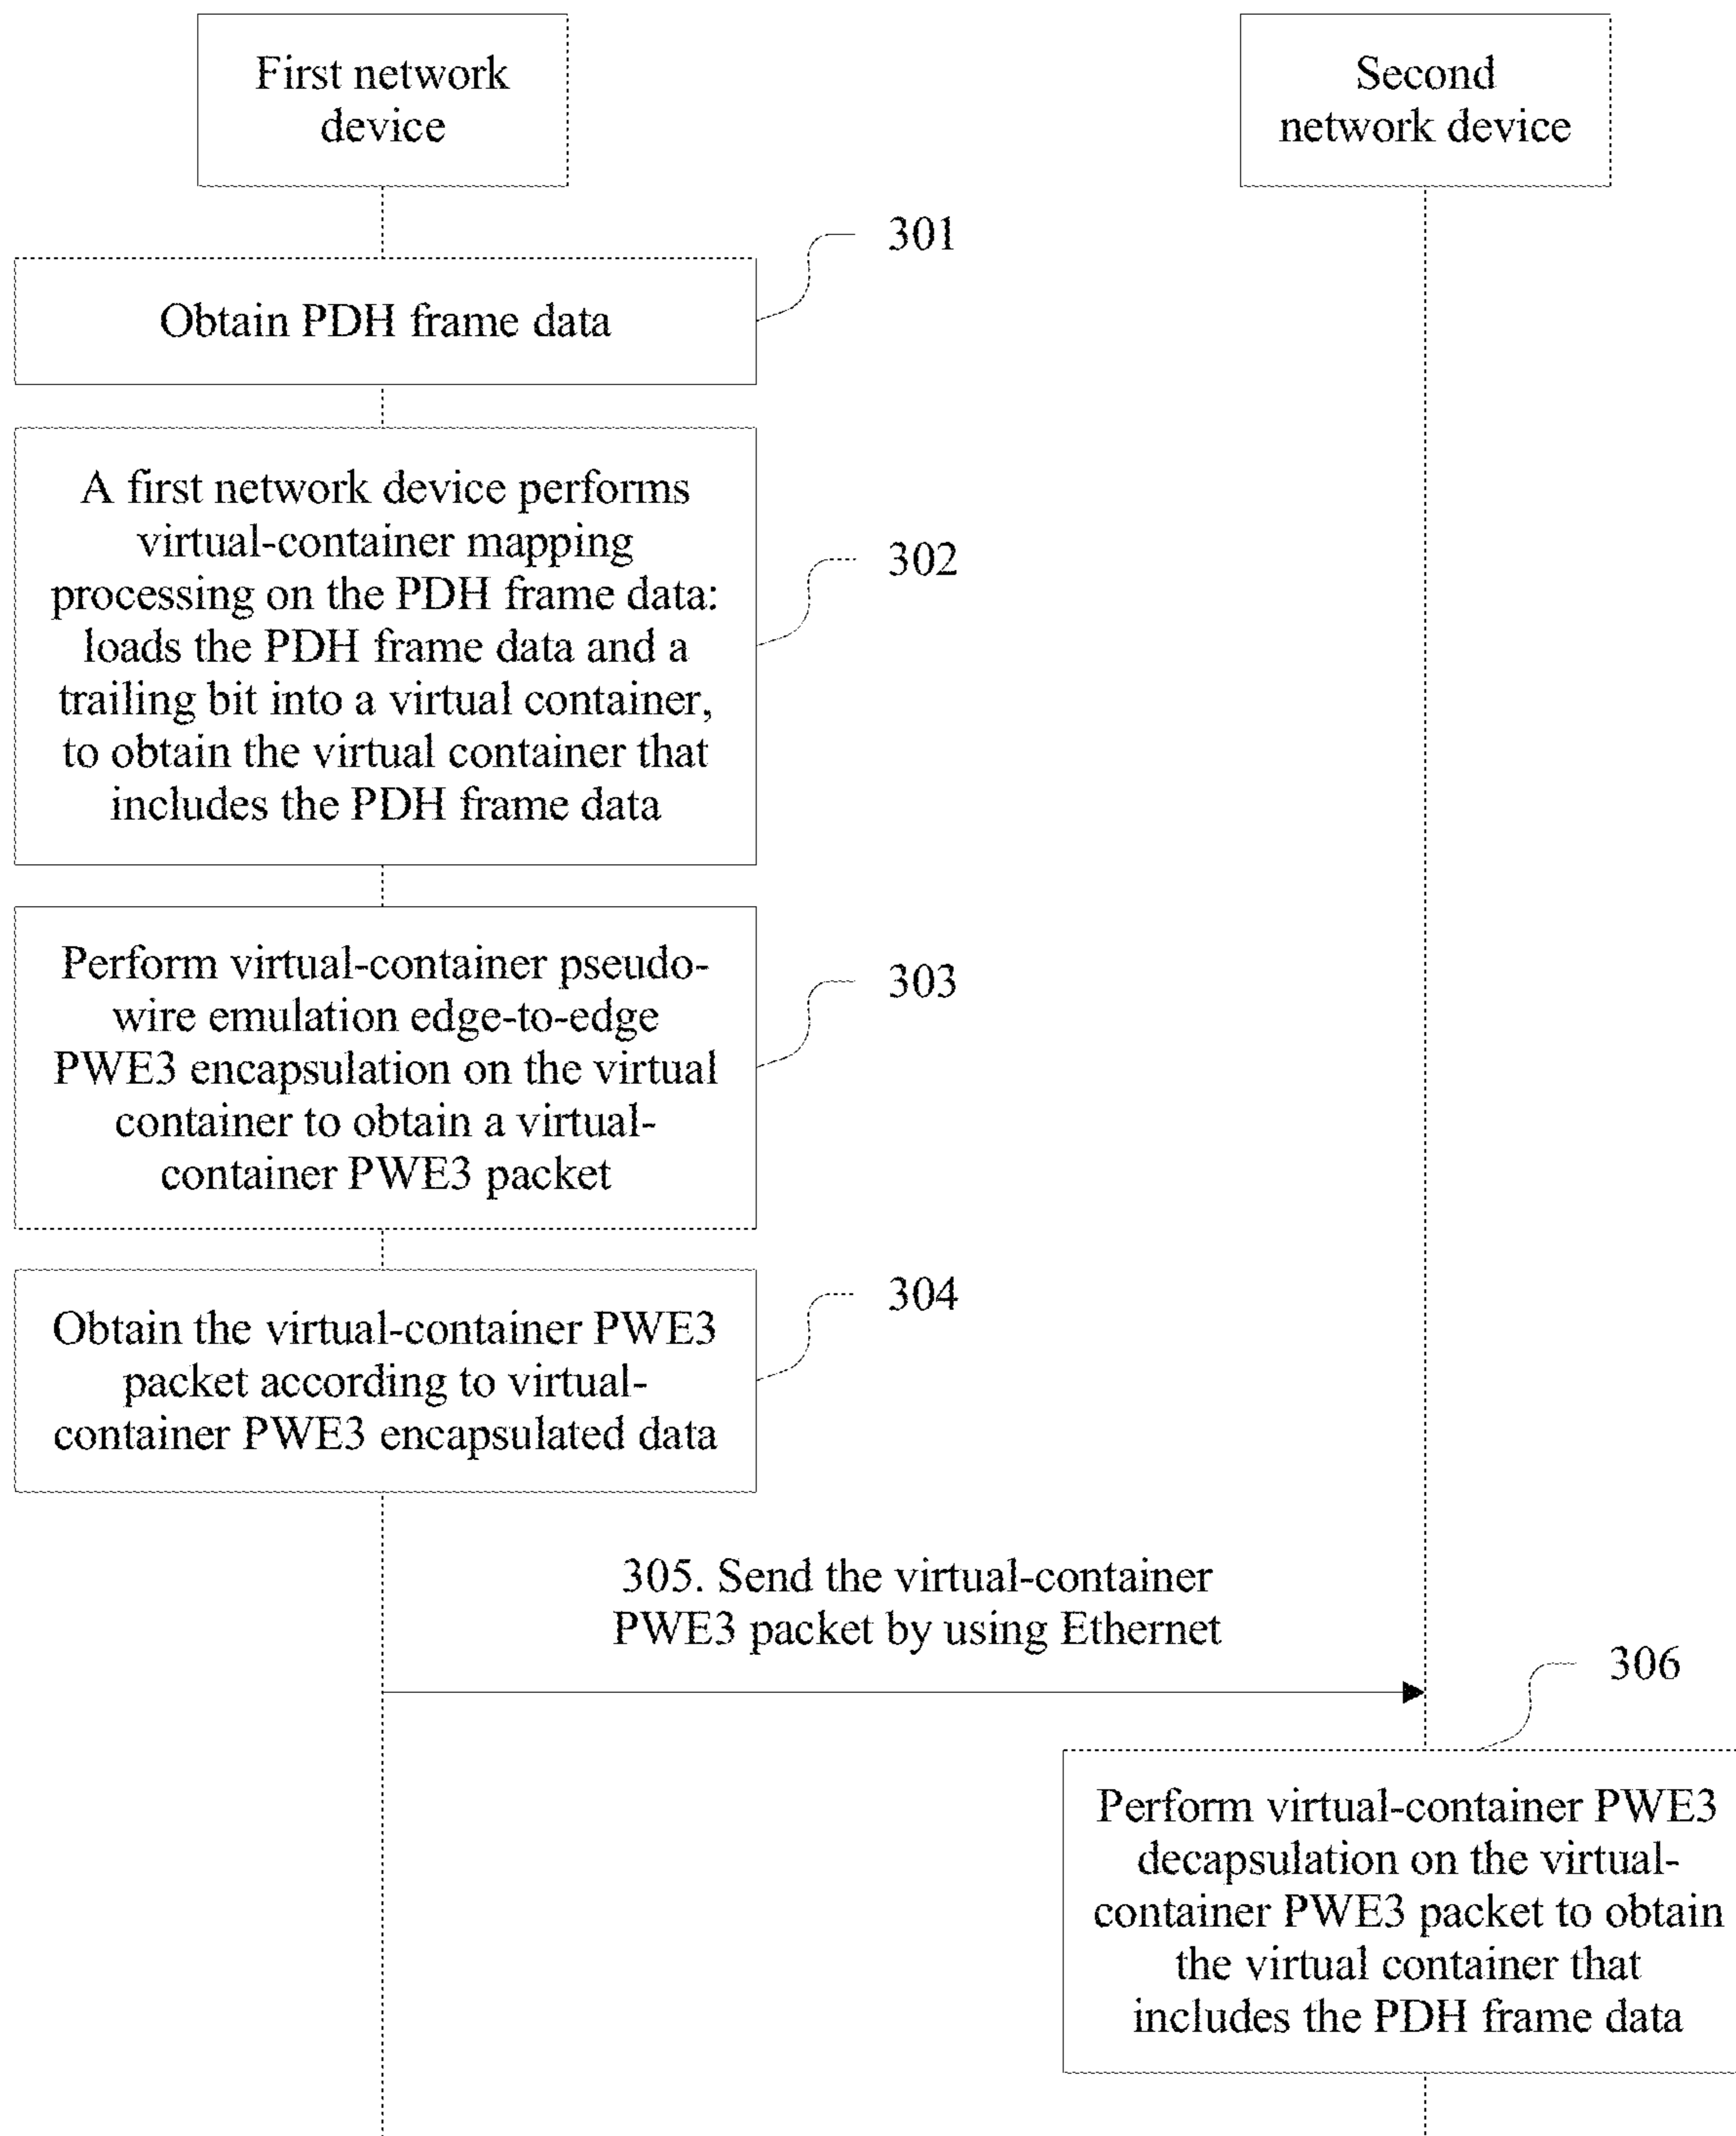 First network
device
Second
network device
301
Obtain PDH frame data
A first network device performs
virtual-container mapping
processing on the PDH frame data:
loads the PDH frame data and a
trailing bit into a virtual container,
to obtain the virtual container that
includes the PDH frame data
302
Perform virtual-container pseudo-
wire emulation edge-to-edge
PWE3 encapsulation on the virtual
container to obtain a virtual-
container PWE3 packet
303
Obtain the virtual-container PWE3
packet according to virtual-
container PWE3 encapsulated data
304
305. Send the virtual-container
PWE3 packet by using Ethernet
306
Perform virtual-container PWE3
decapsulation on the virtual-
container PWE3 packet to obtain
the virtual container that
includes the PDH frame data